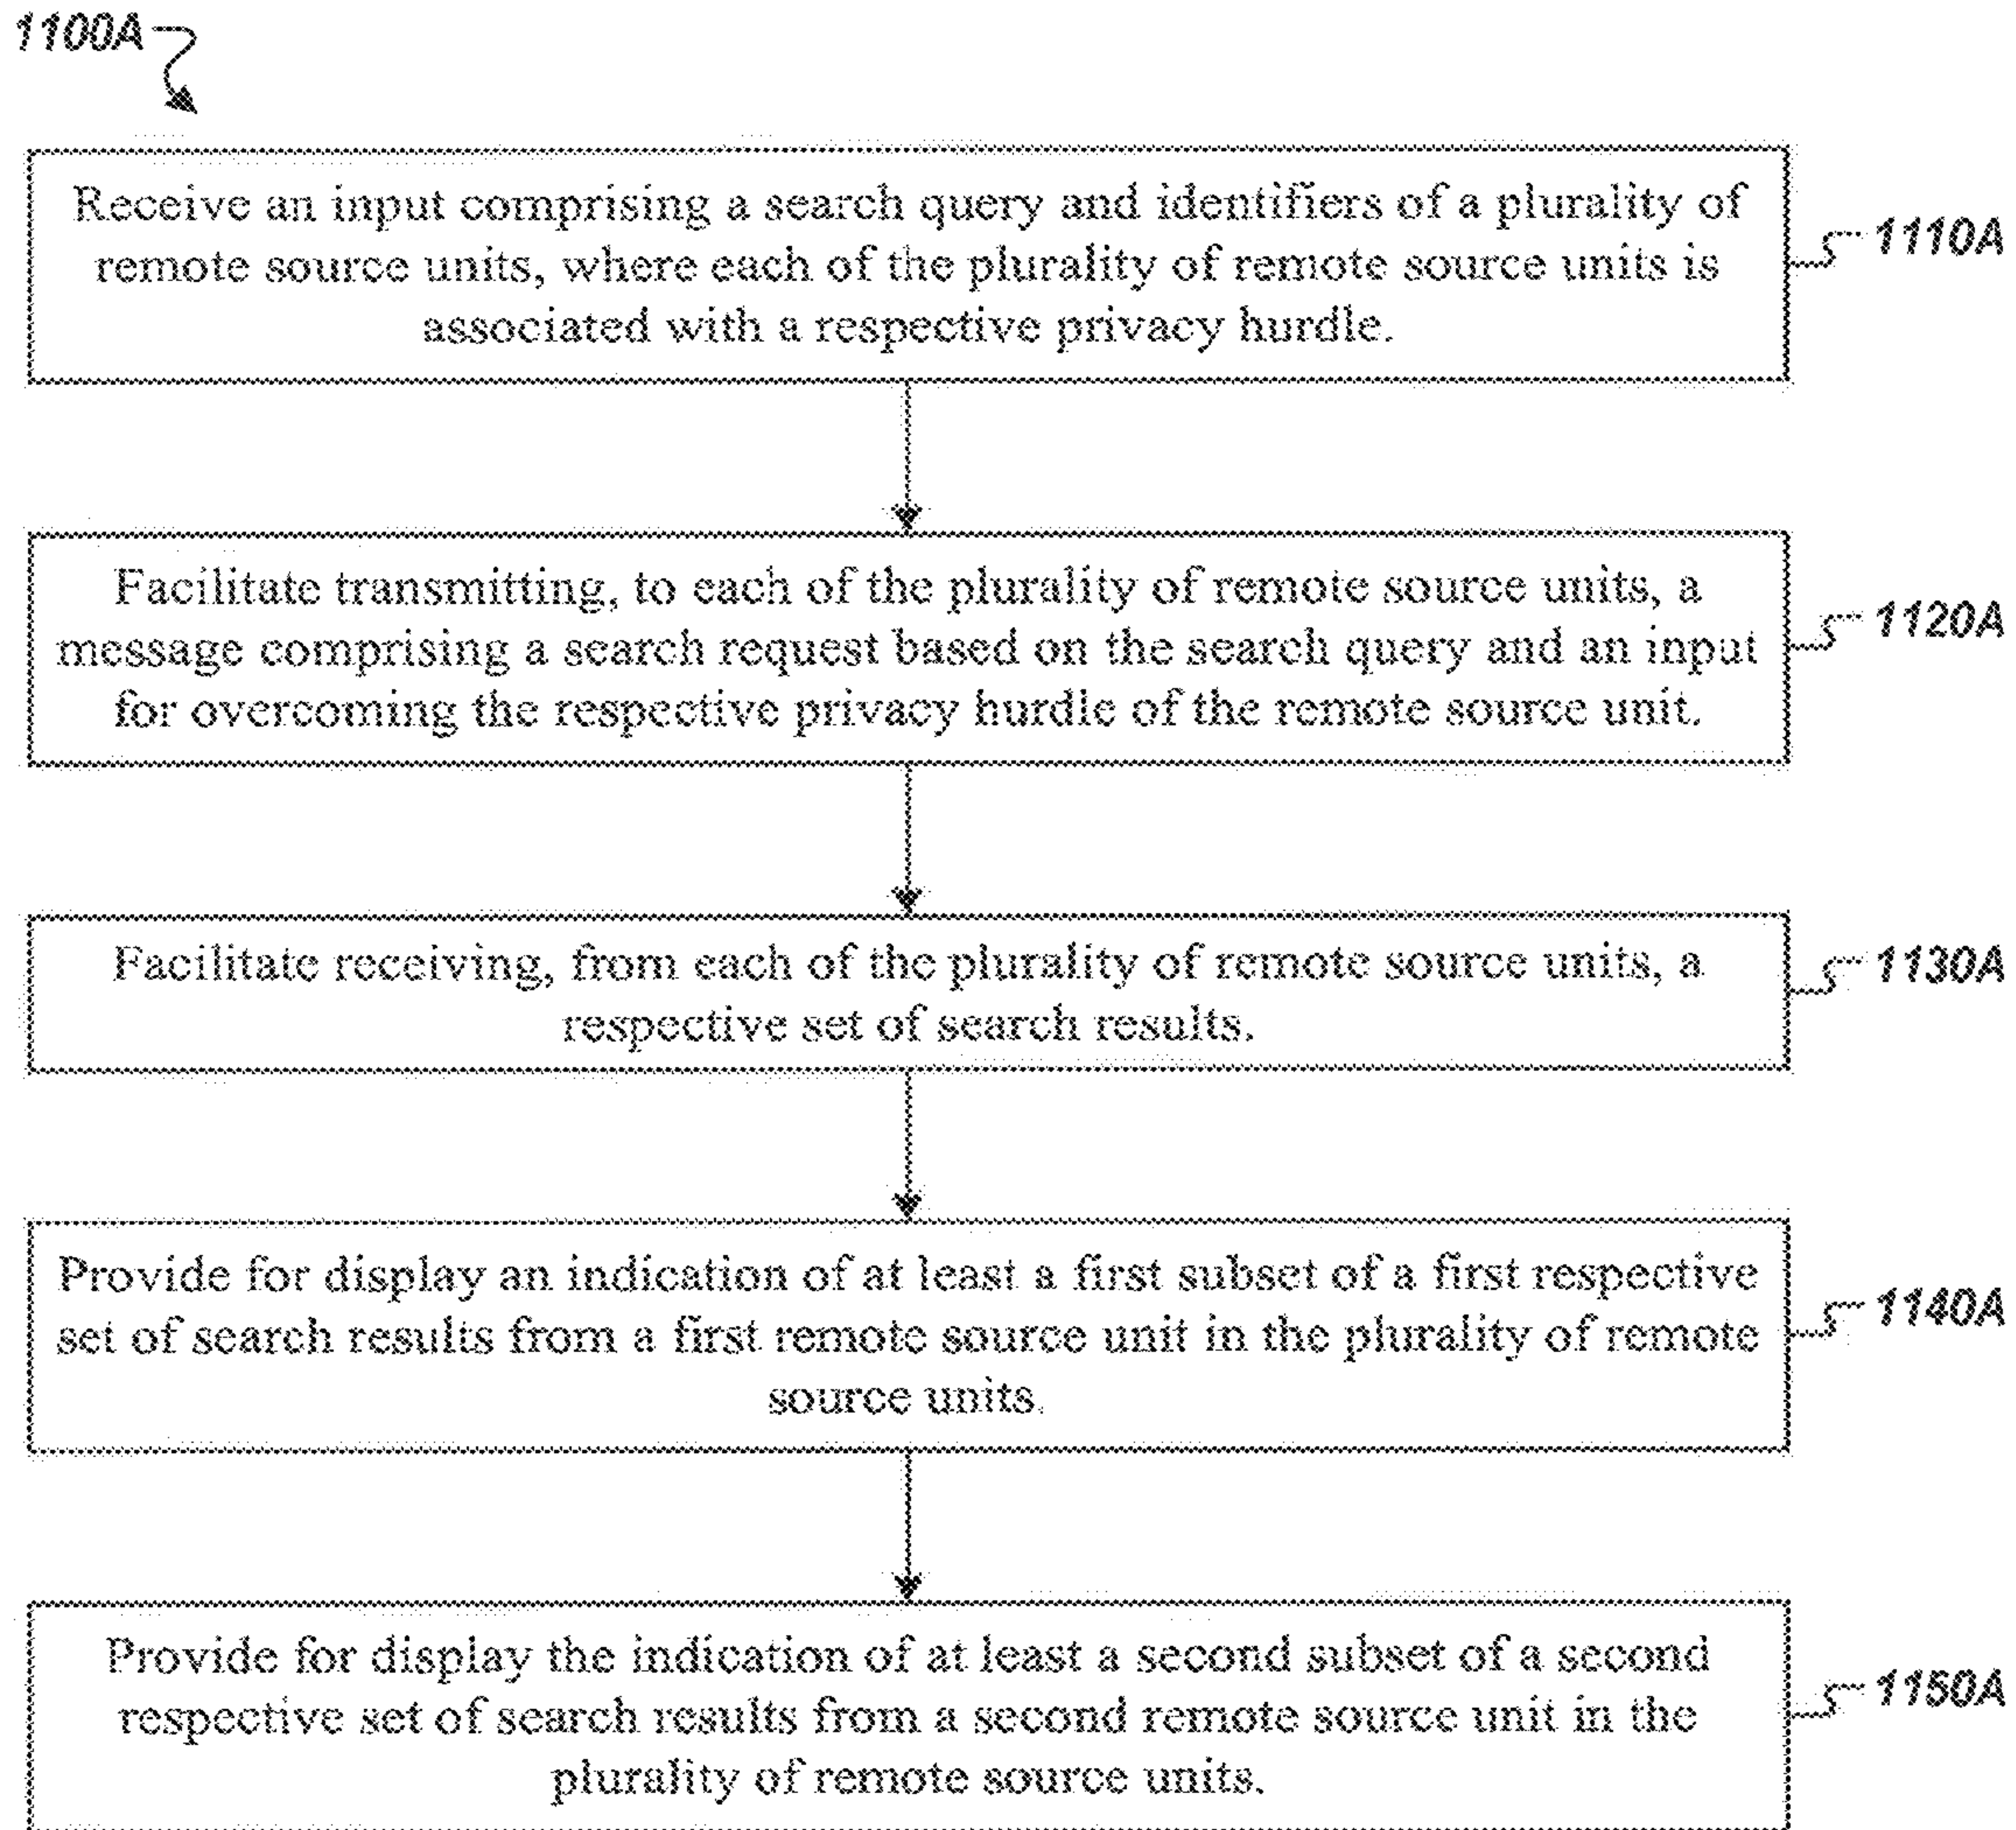 1100A
Receive an input comprising a search query and identifiers of a plurality of
remote source units, where each of the plurality of remote source units is
associated with a respective privacy hurdle.
1110A
Facilitate transmitting, to each of the plurality of remote source units, a
message comprising a search request based on the search query and an input
for overcoming the respective privacy hurdle of the remote source unit.
1120A
Facilitate receiving, from each of the plurality of remote source units, a
respective set of search results.
1130A
Provide for display an indication of at least a first subset of a first respective
set of search results from a first remote source unit in the plurality of remote
source units.
1140A
Provide for display the indication of at least a second subset of a second
respective set of search results from a second remote source unit in the
plurality of remote source units.
1150A